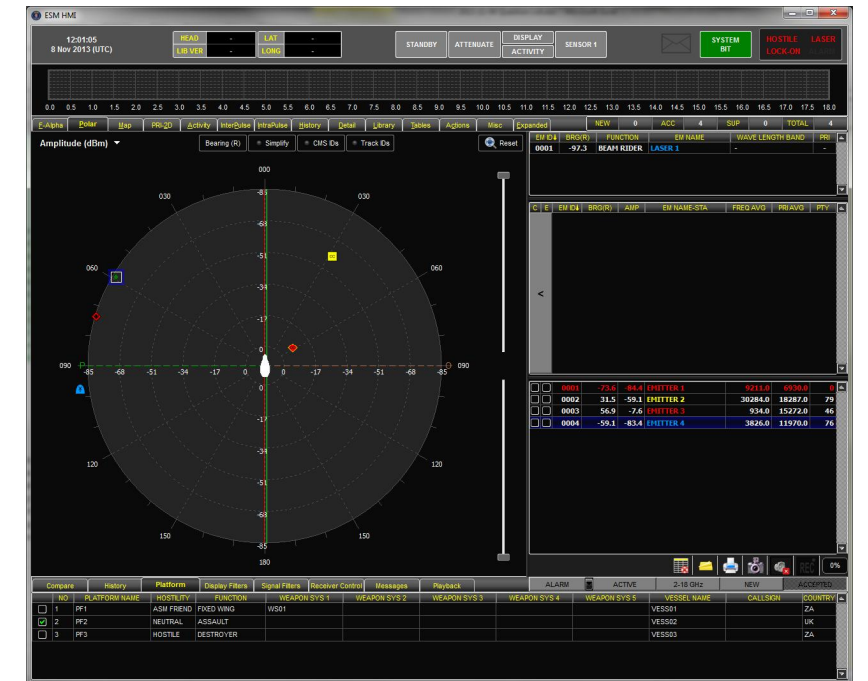 ESM HMI
12:01:05
8 Nov 2013 (UTC)
HEAD - LAT -
LIB VER - LONG -
STANDBY ATTENUATE DISPLAY ACTIVITY SENSOR 1
SYSTEM BIT
HOSTILE LASER
LOCK-ON
0.0 0.5 1.0 1.5 2.0 2.5 3.0 3.5 4.0 4.5 5.0 5.5 6.0 6.5 7.0 7.5 8.0 8.5 9.0 9.5 10.0 10.5 11.0 11.5 12.0 12.5 13.0 13.5 14.0 14.5 15.0 15.5 16.0 16.5 17.0 17.5 18.0
E-Alpha Polar Map PRI-2D Activity InterPulse IntraPulse History Detail Library Tables Actions Misc Expanded
NEW 0 ACC 4 SUP 0 TOTAL 4
Amplitude (dBm) Bearing (R) Simplify CMS IDs Track IDs Reset
EM ID BRG(R) FUNCTION EM NAME WAVE LENGTH BAND PRI
0001 -97.3 BEAM RIDER LASER 1 - -
C E EM ID BRG(R) AMP EM NAME-STA FREQ AVG PRI AVG PTY
<
000
-85
030 030
-68
-51
060 060
-34
-17
0
090 P -85 -68 -51 -34 -17 0 0 -17 -34 -51 -68 -85 090
0
-17
-34
120 120
-51
-68
150 150
-85
180
0001 -73.6 -84.4 EMITTER 1 9211.0 6930.0 0
0002 31.5 -59.1 EMITTER 2 30284.0 18287.0 79
0003 56.9 -7.6 EMITTER 3 934.0 15272.0 46
0004 -59.1 -83.4 EMITTER 4 3826.0 11970.0 76
REC 0%
ALARM ACTIVE 2-18 GHz NEW ACCEPTED
Compare History Platform Display Filters Signal Filters Receiver Control Messages Playback
NO PLATFORM NAME HOSTILITY FUNCTION WEAPON SYS 1 WEAPON SYS 2 WEAPON SYS 3 WEAPON SYS 4 WEAPON SYS 5 VESSEL NAME CALLSIGN COUNTRY
1 PF1 ASM FRIEND FIXED WING WS01 VESS01 ZA
2 PF2 NEUTRAL ASSAULT VESS02 UK
3 PF3 HOSTILE DESTROYER VESS03 ZA